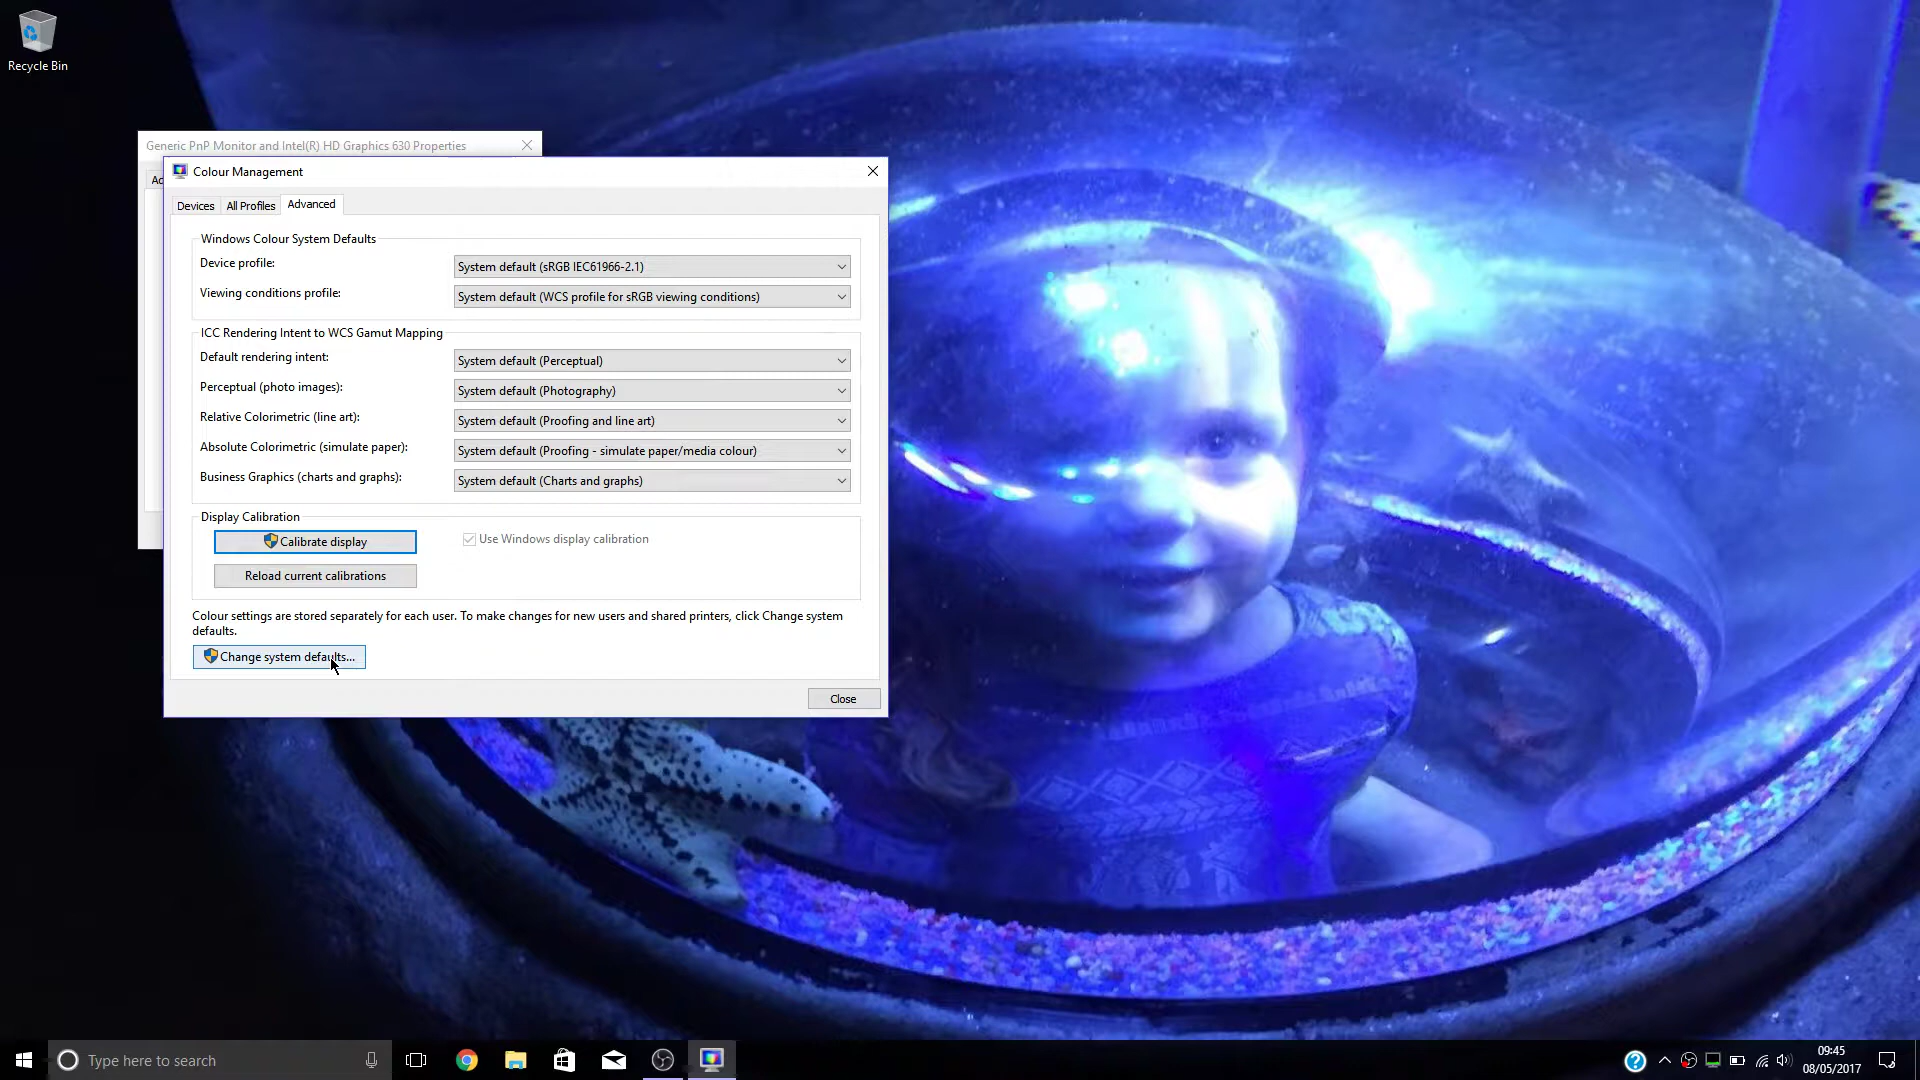 Recycle Bin
Generic PnP Monitor and Intel(R) HD Graphics 630 Properties
Colour Management
Devices
All Profiles
Advanced
Windows Colour System Defaults
Device profile:
System default (sRGB IEC61966-2.1)
Viewing conditions profile:
System default (WCS profile for sRGB viewing conditions)
ICC Rendering Intent to WCS Gamut Mapping
Default rendering intent:
System default (Perceptual)
Perceptual (photo images):
System default (Photography)
Relative Colorimetric (line art):
System default (Proofing and line art)
Absolute Colorimetric (simulate paper):
System default (Proofing - simulate paper/media colour)
Business Graphics (charts and graphs):
System default (Charts and graphs)
Display Calibration
Calibrate display
Use Windows display calibration
Reload current calibrations
Colour settings are stored separately for each user. To make changes for new users and shared printers, click Change system
defaults.
Change system defaults...
Close
Type here to search
09:45
08/05/2017